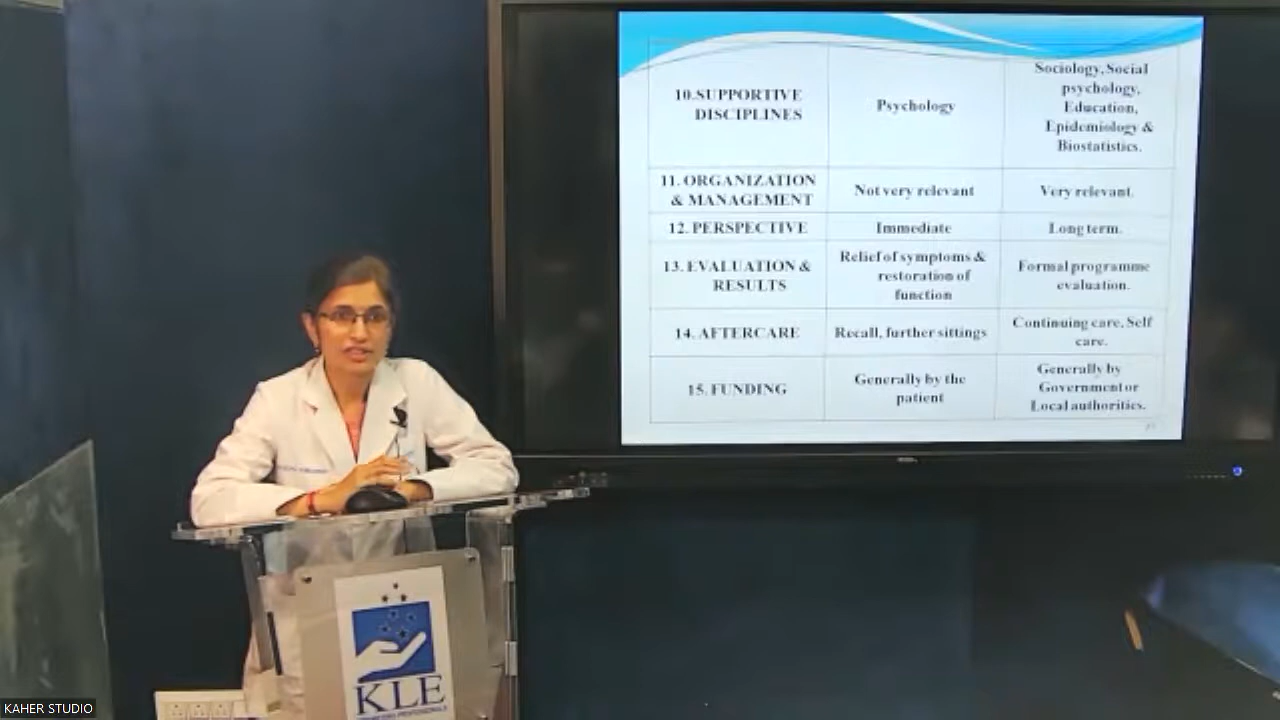 10.SUPPORTIVE
DISCIPLINES
Psychology
Sociology, Social
psychology,
Education,
Epidemiology &
Biostatistics.
11. ORGANIZATION
& MANAGEMENT
Not very relevant
Very relevant.
12. PERSPECTIVE
Immediate
Long term.
13. EVALUATION &
RESULTS
Relief of symptoms &
restoration of
function
Formal programme
evaluation.
14. AFTERCARE
Recall, further sittings
Continuing care, Self
care.
15. FUNDING
Generally by the
patient
Generally by
Government or
Local authorities.
KLE
KAHER STUDIO